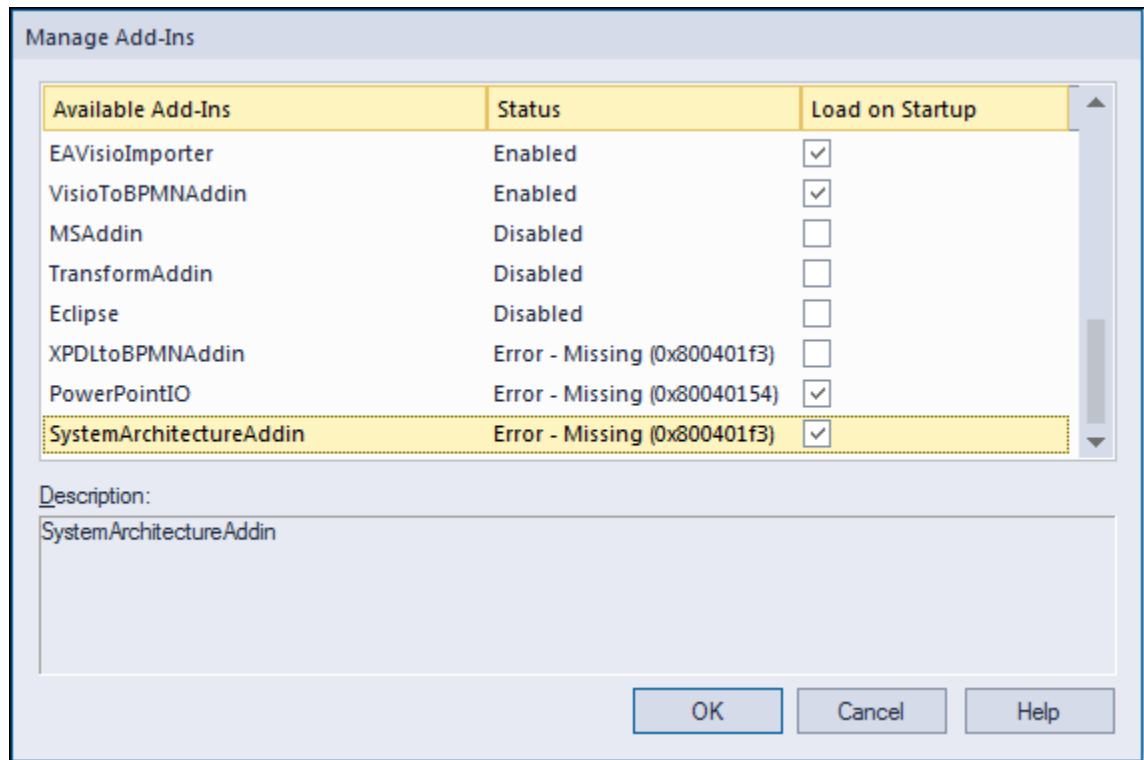 Manage Add-Ins
Available Add-Ins Status Load on Startup
EAVisioImporter Enabled
VisioToBPMNAddin Enabled
MSAddin Disabled
TransformAddin Disabled
Eclipse Disabled
XPDLtoBPMNAddin Error - Missing (0x800401f3)
PowerPointIO Error - Missing (0x80040154)
SystemArchitectureAddin Error - Missing (0x800401f3)
Description:
SystemArchitectureAddin
OK Cancel Help